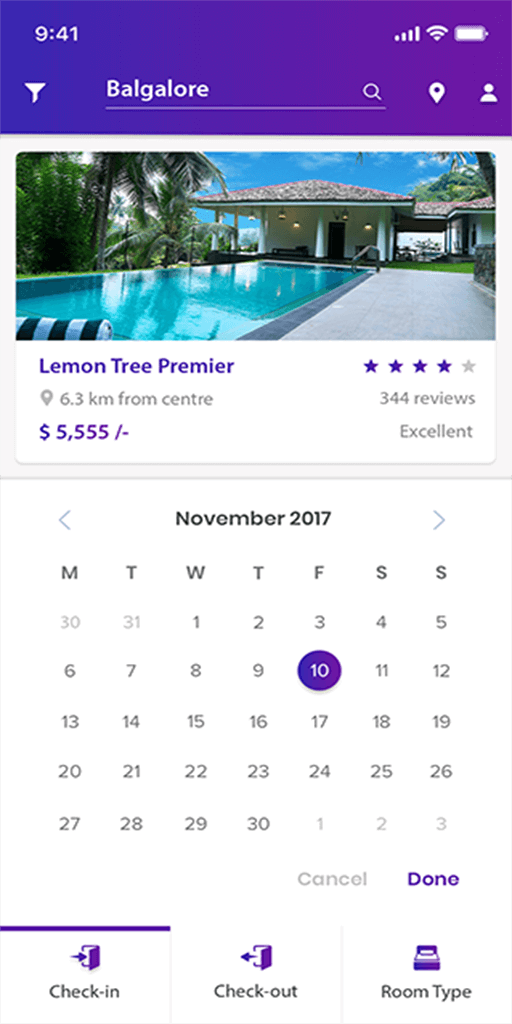 9:41
Balgalore
Lemon Tree Premier
6.3 km from centre
344 reviews
$ 5,555 /-
Excellent
November 2017
M T W T F S S
30 31 1 2 3 4 5
6 7 8 9 10 11 12
13 14 15 16 17 18 19
20 21 22 23 24 25 26
27 28 29 30 1 2 3
Cancel Done
Check-in Check-out Room Type